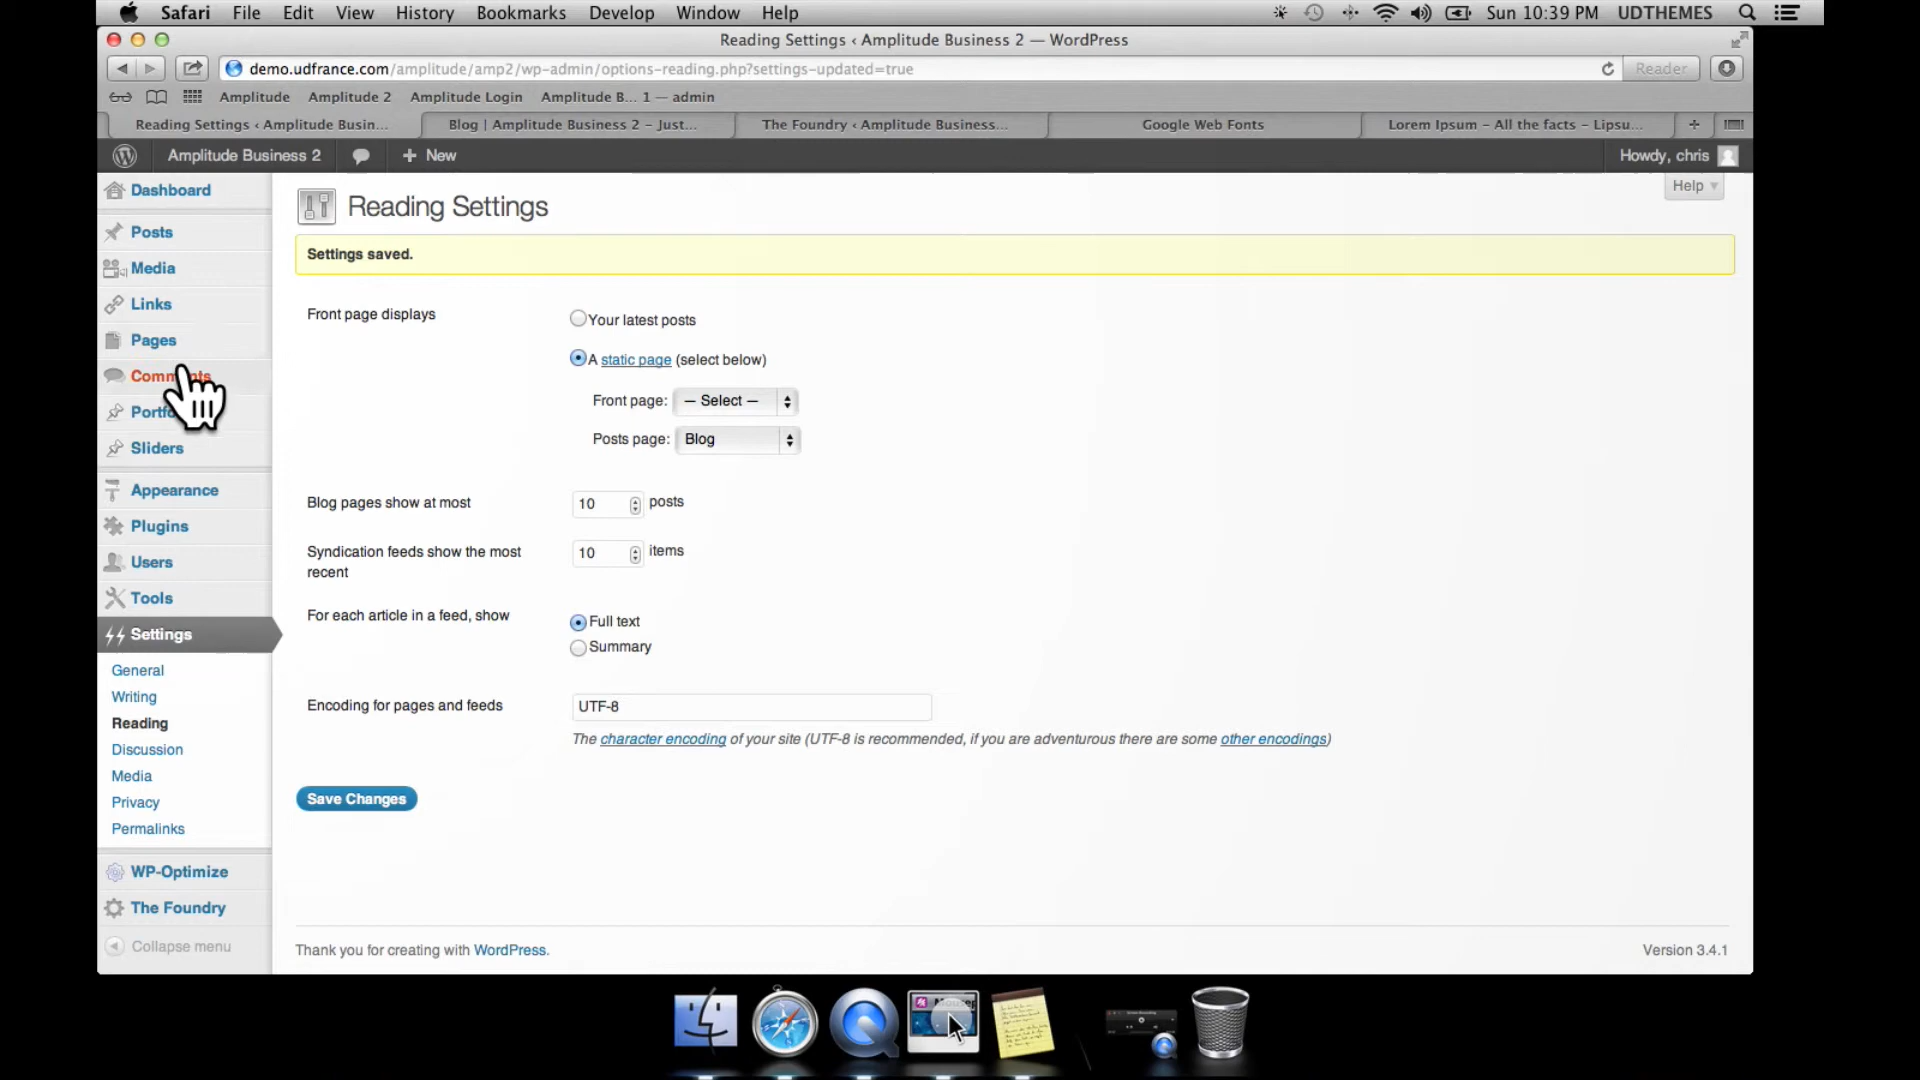 Safari File Edit View History Bookmarks Develop Window Help Sun 10:39 PM UDTHEMES
Reading Settings ‹ Amplitude Business 2 — WordPress
demo.udfrance.com/amplitude/amp2/wp-admin/options-reading.php?settings-updated=true Reader
Amplitude Amplitude 2 Amplitude Login Amplitude B... 1 — admin
Reading Settings ‹ Amplitude Busin... Blog | Amplitude Business 2 – Just... The Foundry ‹ Amplitude Business... Google Web Fonts Lorem Ipsum – All the facts – Lipsu...
Amplitude Business 2 + New Howdy, chris
Help
Dashboard
Posts
Media
Links
Pages
Comments
Sliders
Appearance
Plugins
Users
Tools
Settings
General
Writing
Reading
Discussion
Media
Privacy
Permalinks
WP-Optimize
The Foundry
Collapse menu
Reading Settings
Settings saved.
Front page displays
Your latest posts
A static page (select below)
Front page: — Select —
Posts page: Blog
Blog pages show at most 10 posts
Syndication feeds show the most recent 10 items
For each article in a feed, show
Full text
Summary
Encoding for pages and feeds UTF-8
The character encoding of your site (UTF-8 is recommended, if you are adventurous there are some other encodings)
Save Changes
Thank you for creating with WordPress. Version 3.4.1